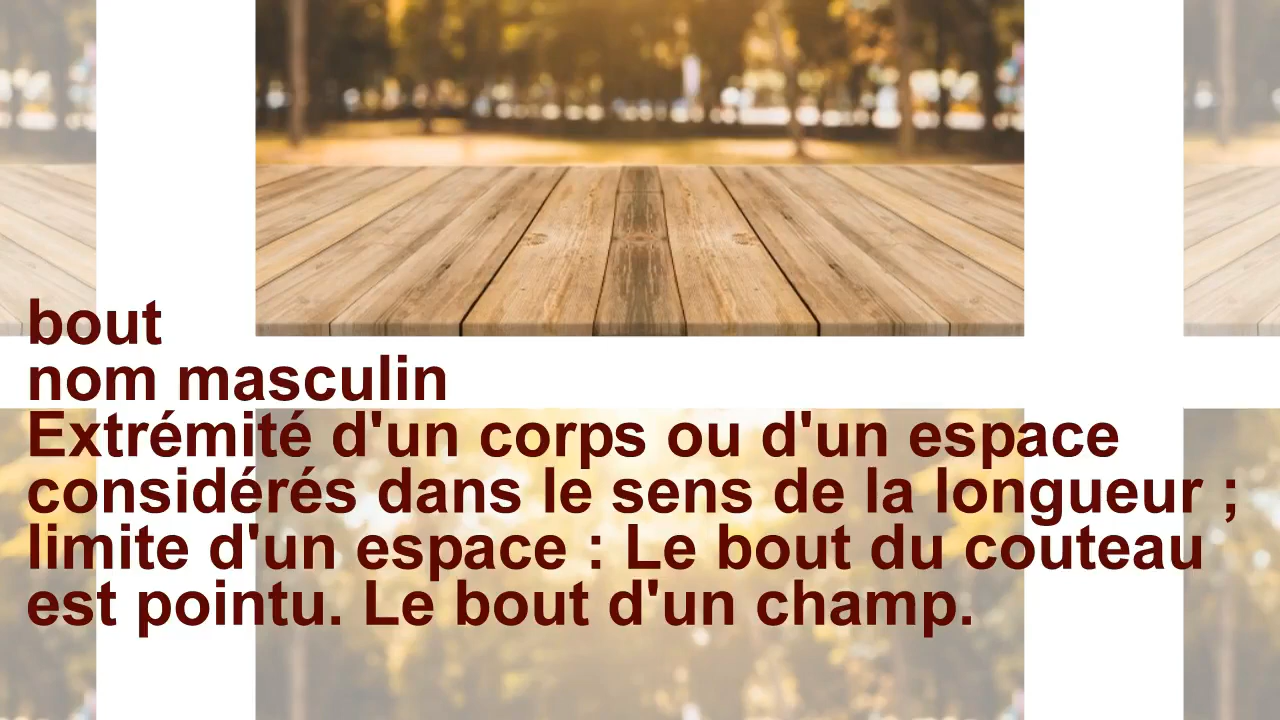 bout
nom masculin
Extrémité d'un corps ou d'un espace
considérés dans le sens de la longueur ;
limite d'un espace : Le bout du couteau
est pointu. Le bout d'un champ.